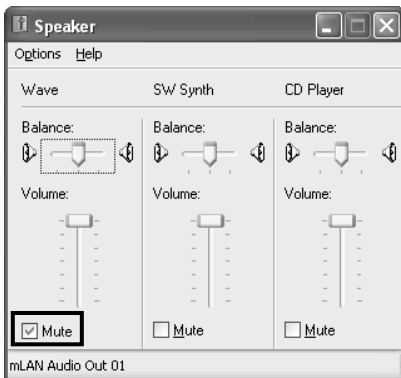 Speaker
Options Help
Wave SW Synth CD Player
Balance: Balance: Balance:
Volume: Volume: Volume:
Mute Mute Mute
mLAN Audio Out 01